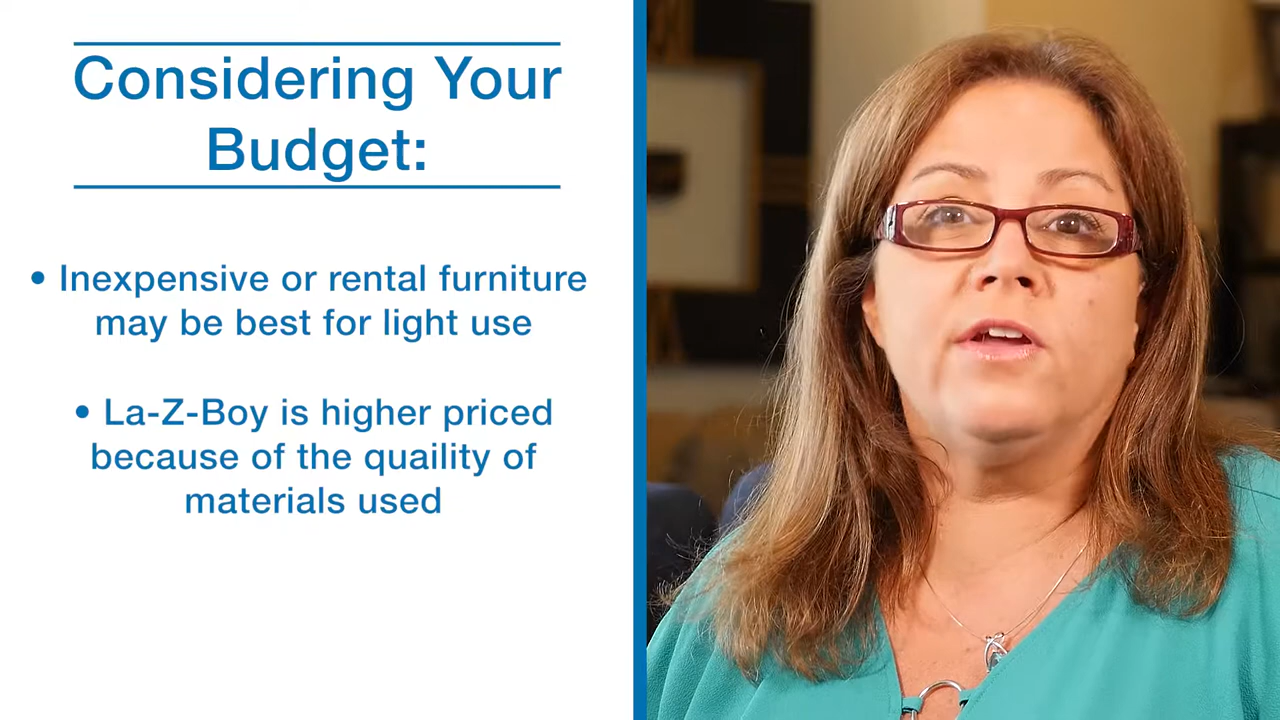 Considering Your
Budget:
• Inexpensive or rental furniture
may be best for light use
• La-Z-Boy is higher priced
because of the quaility of
materials used